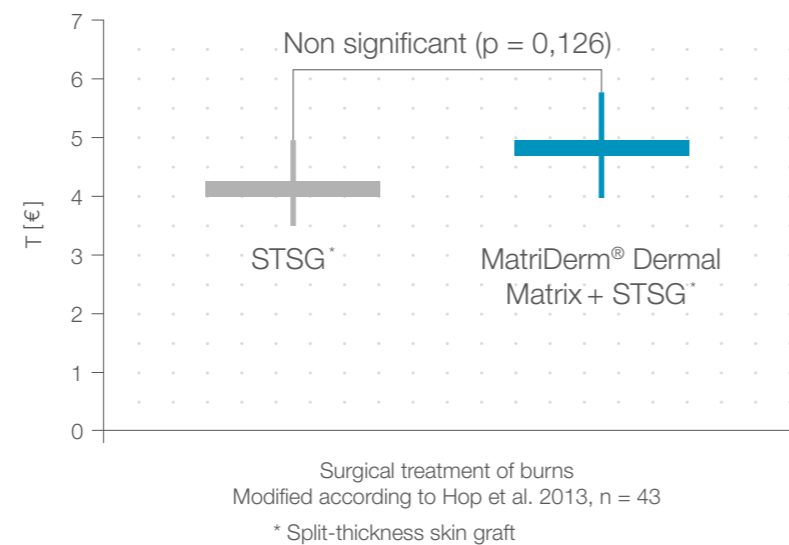 7
Non significant (p = 0,126)
6
5
4
3
2
1
0
T [€]
STSG*
MatriDerm® Dermal
Matrix + STSG*
Surgical treatment of burns
Modified according to Hop et al. 2013, n = 43
* Split-thickness skin graft